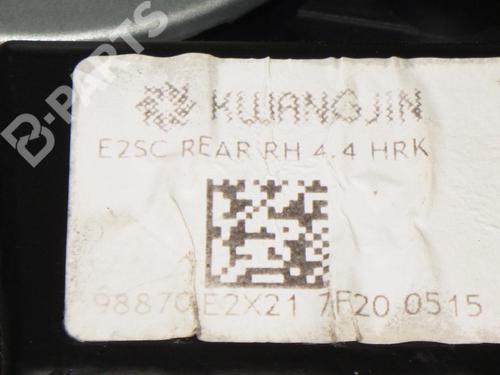 KWANGJIN
E2SC REAR RH 4.4 HRK
98870 E2X21 7F20 0515
B-PARTS